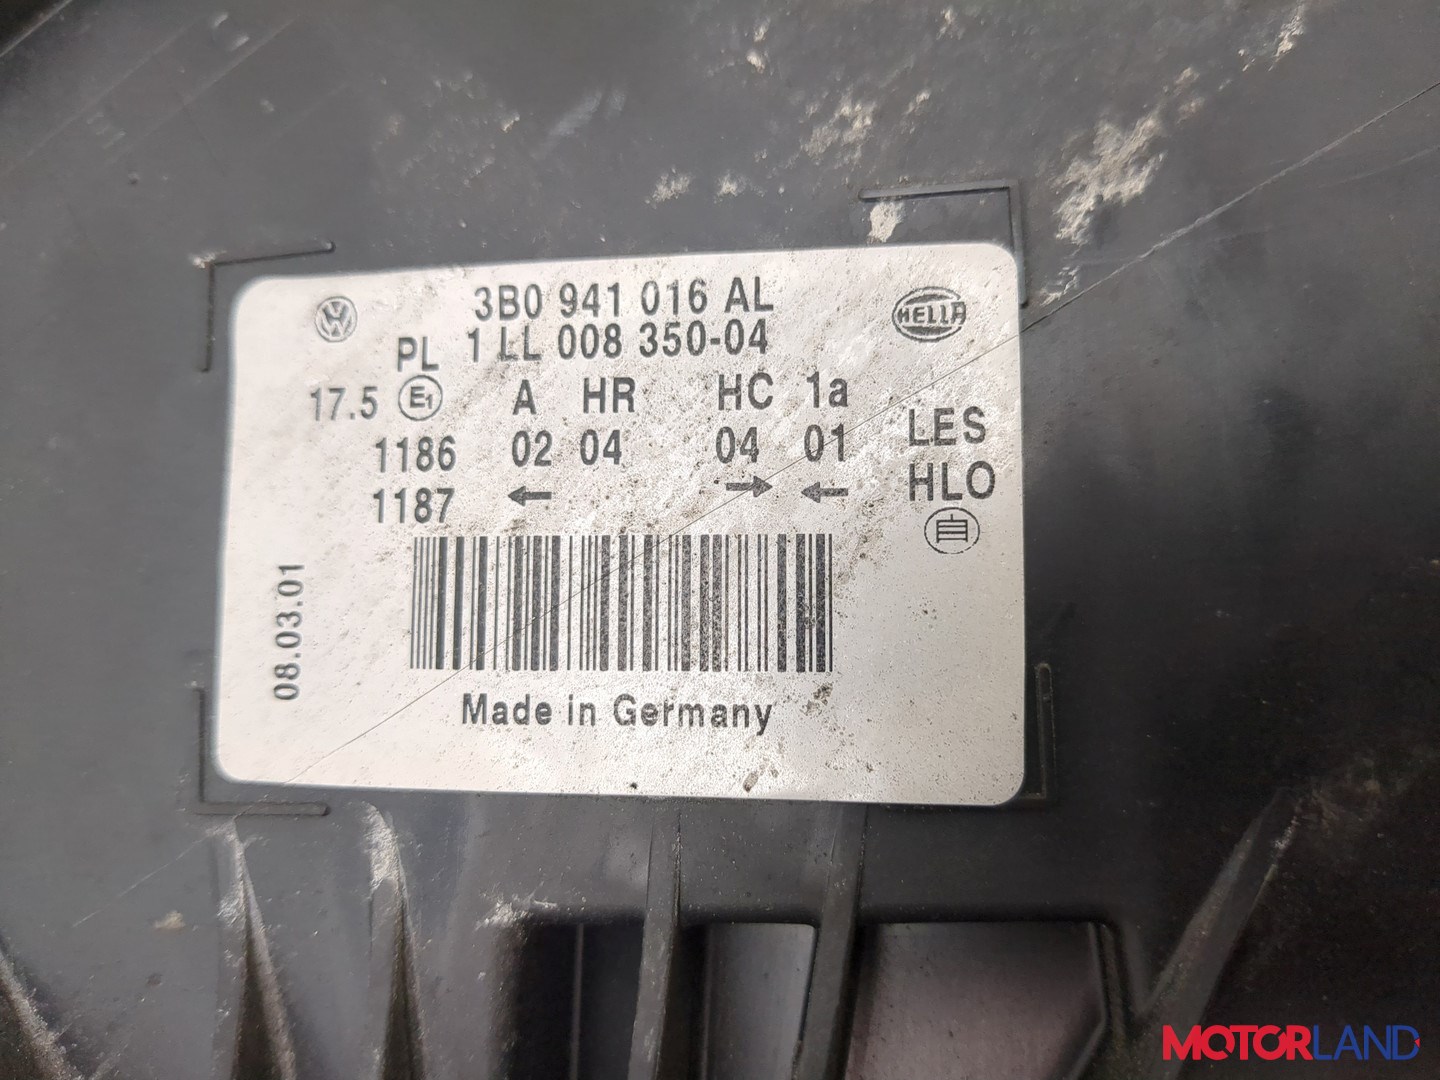 3B0 941 016 AL
PL 1 LL 008 350-04
HELLA
17.5 E1 A HR HC 1a
1186 02 04 04 01 LES
1187 ← → ← HLO
自
08.03.01
Made in Germany
MOTORLAND